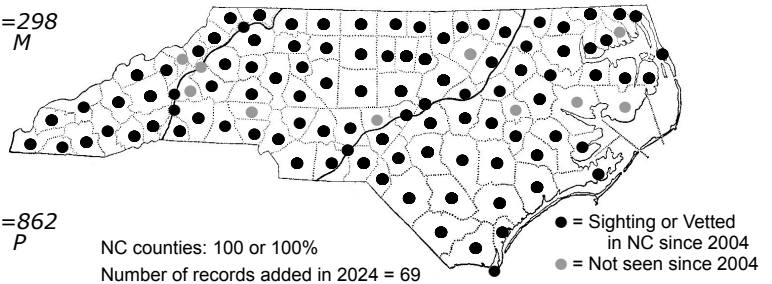 =298
M
=862
P
NC counties: 100 or 100%
Number of records added in 2024 = 69
= Sighting or Vetted
in NC since 2004
= Not seen since 2004